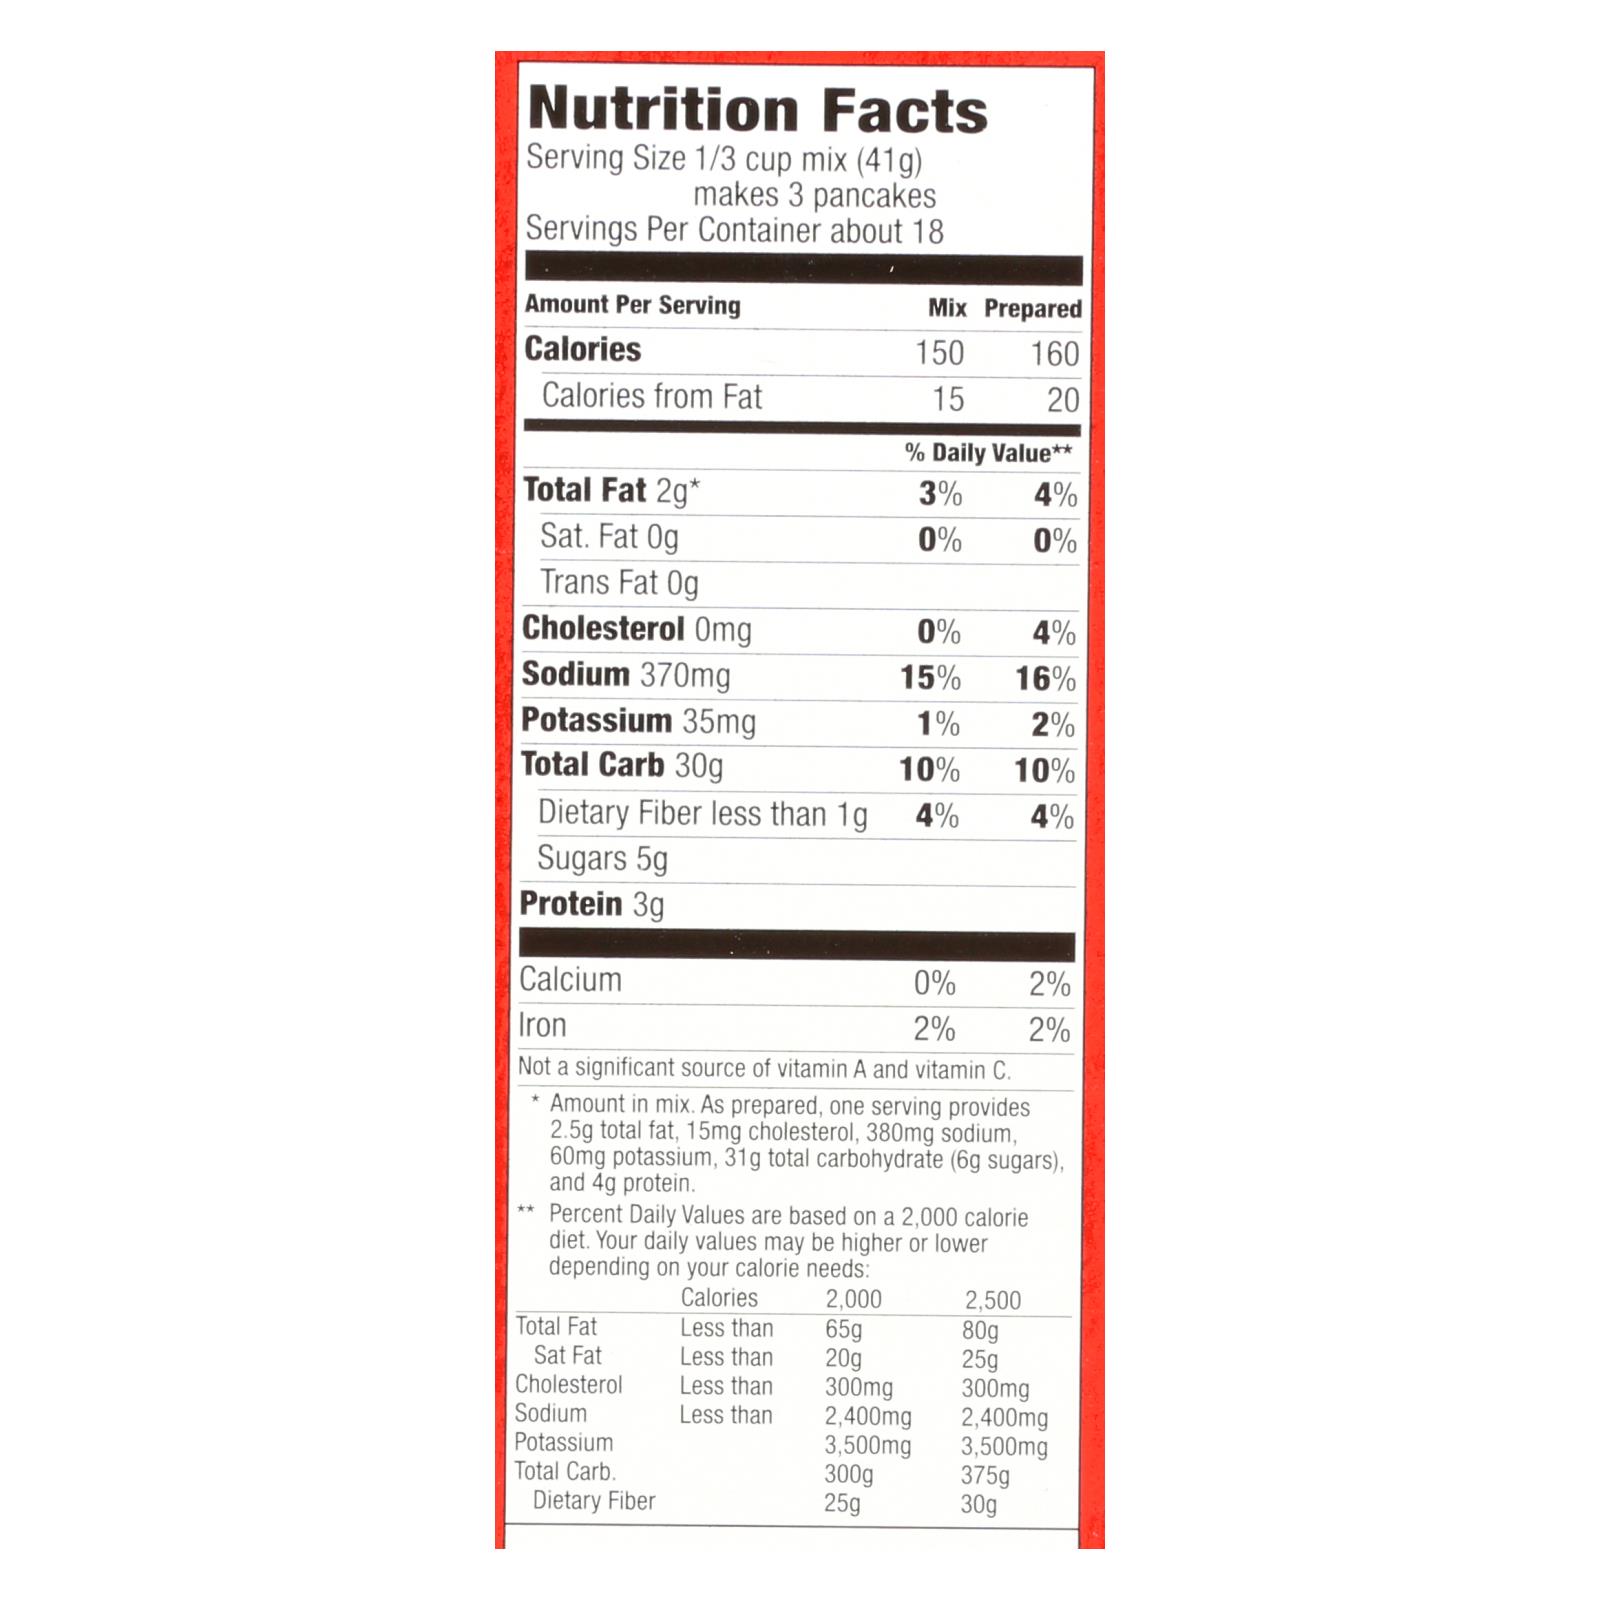 Nutrition Facts
Serving Size 1/3 cup mix (41g)
makes 3 pancakes
Servings Per Container about 18
Amount Per Serving Mix Prepared
Calories 150 160
Calories from Fat 15 20
% Daily Value**
Total Fat 2g* 3% 4%
Sat. Fat 0g 0% 0%
Trans Fat 0g
Cholesterol 0mg 0% 4%
Sodium 370mg 15% 16%
Potassium 35mg 1% 2%
Total Carb 30g 10% 10%
Dietary Fiber less than 1g 4% 4%
Sugars 5g
Protein 3g
Calcium 0% 2%
Iron 2% 2%
Not a significant source of vitamin A and vitamin C.
* Amount in mix. As prepared, one serving provides
2.5g total fat, 15mg cholesterol, 380mg sodium,
60mg potassium, 31g total carbohydrate (6g sugars),
and 4g protein.
** Percent Daily Values are based on a 2,000 calorie
diet. Your daily values may be higher or lower
depending on your calorie needs:
Calories 2,000 2,500
Total Fat Less than 65g 80g
Sat Fat Less than 20g 25g
Cholesterol Less than 300mg 300mg
Sodium Less than 2,400mg 2,400mg
Potassium 3,500mg 3,500mg
Total Carb. 300g 375g
Dietary Fiber 25g 30g